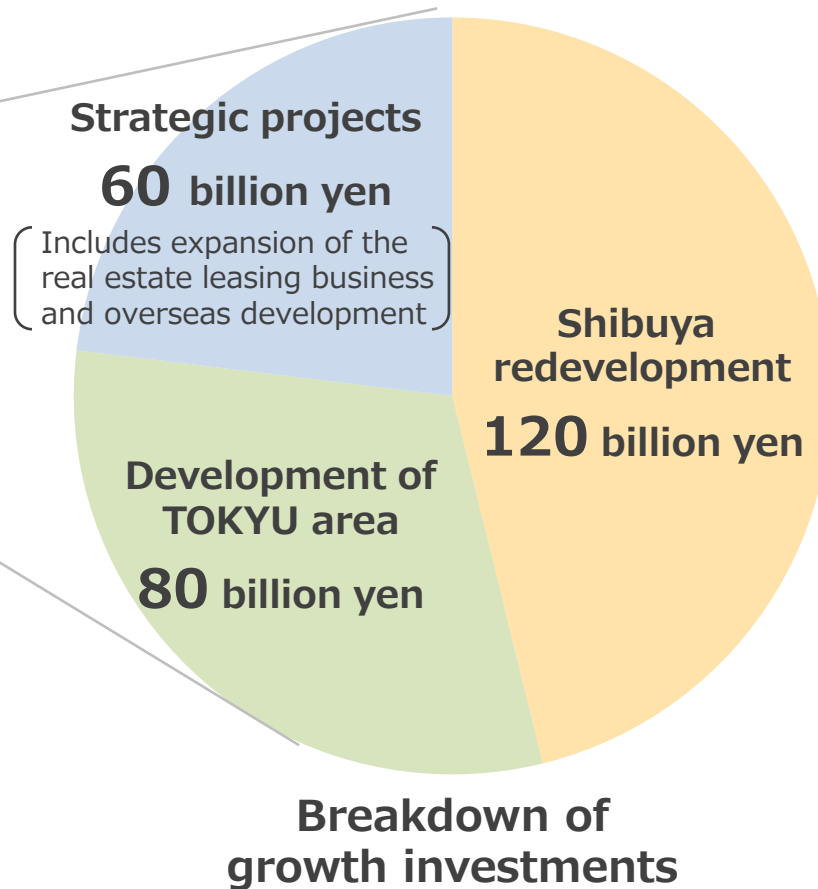 Strategic projects
60 billion yen
Includes expansion of the
real estate leasing business
and overseas development
Shibuya
redevelopment
120 billion yen
Development of
TOKYU area
80 billion yen
Breakdown of
growth investments